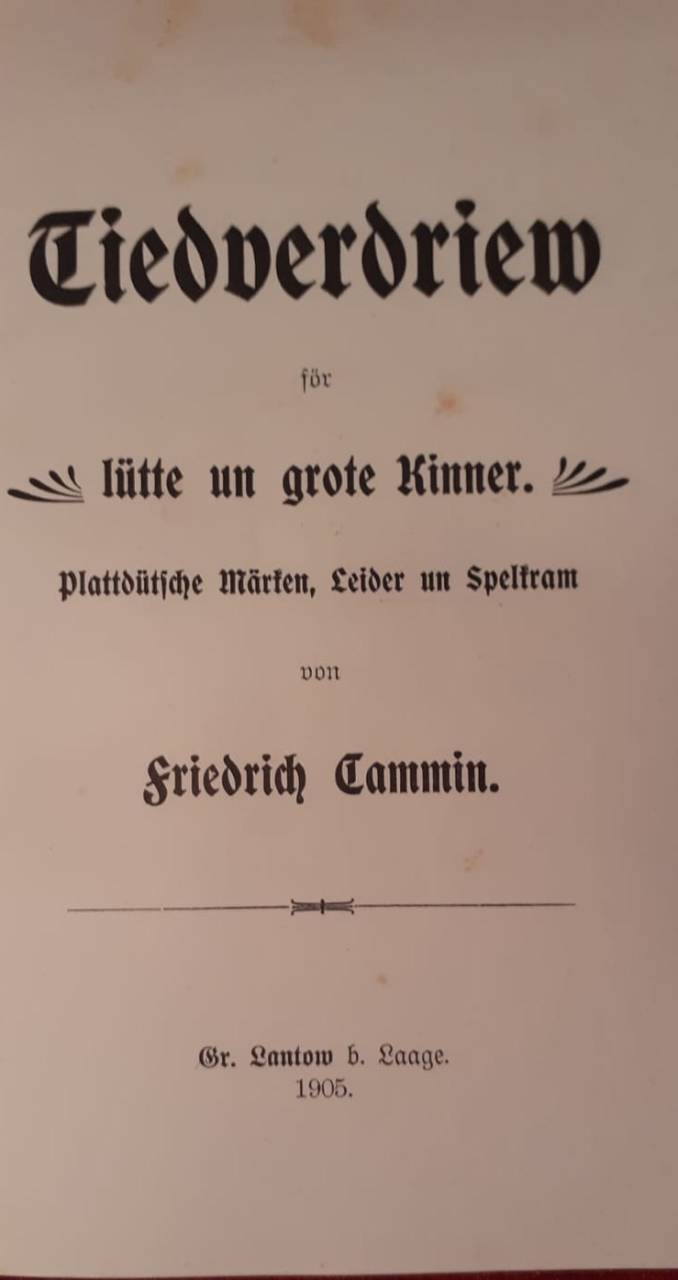 Tiedverdriew
för
lütte un grote Kinner.
Plattdütsche Märken, Leider un Spelkram
von
Friedrich Cammin.
Gr. Lantow b. Laage.
1905.